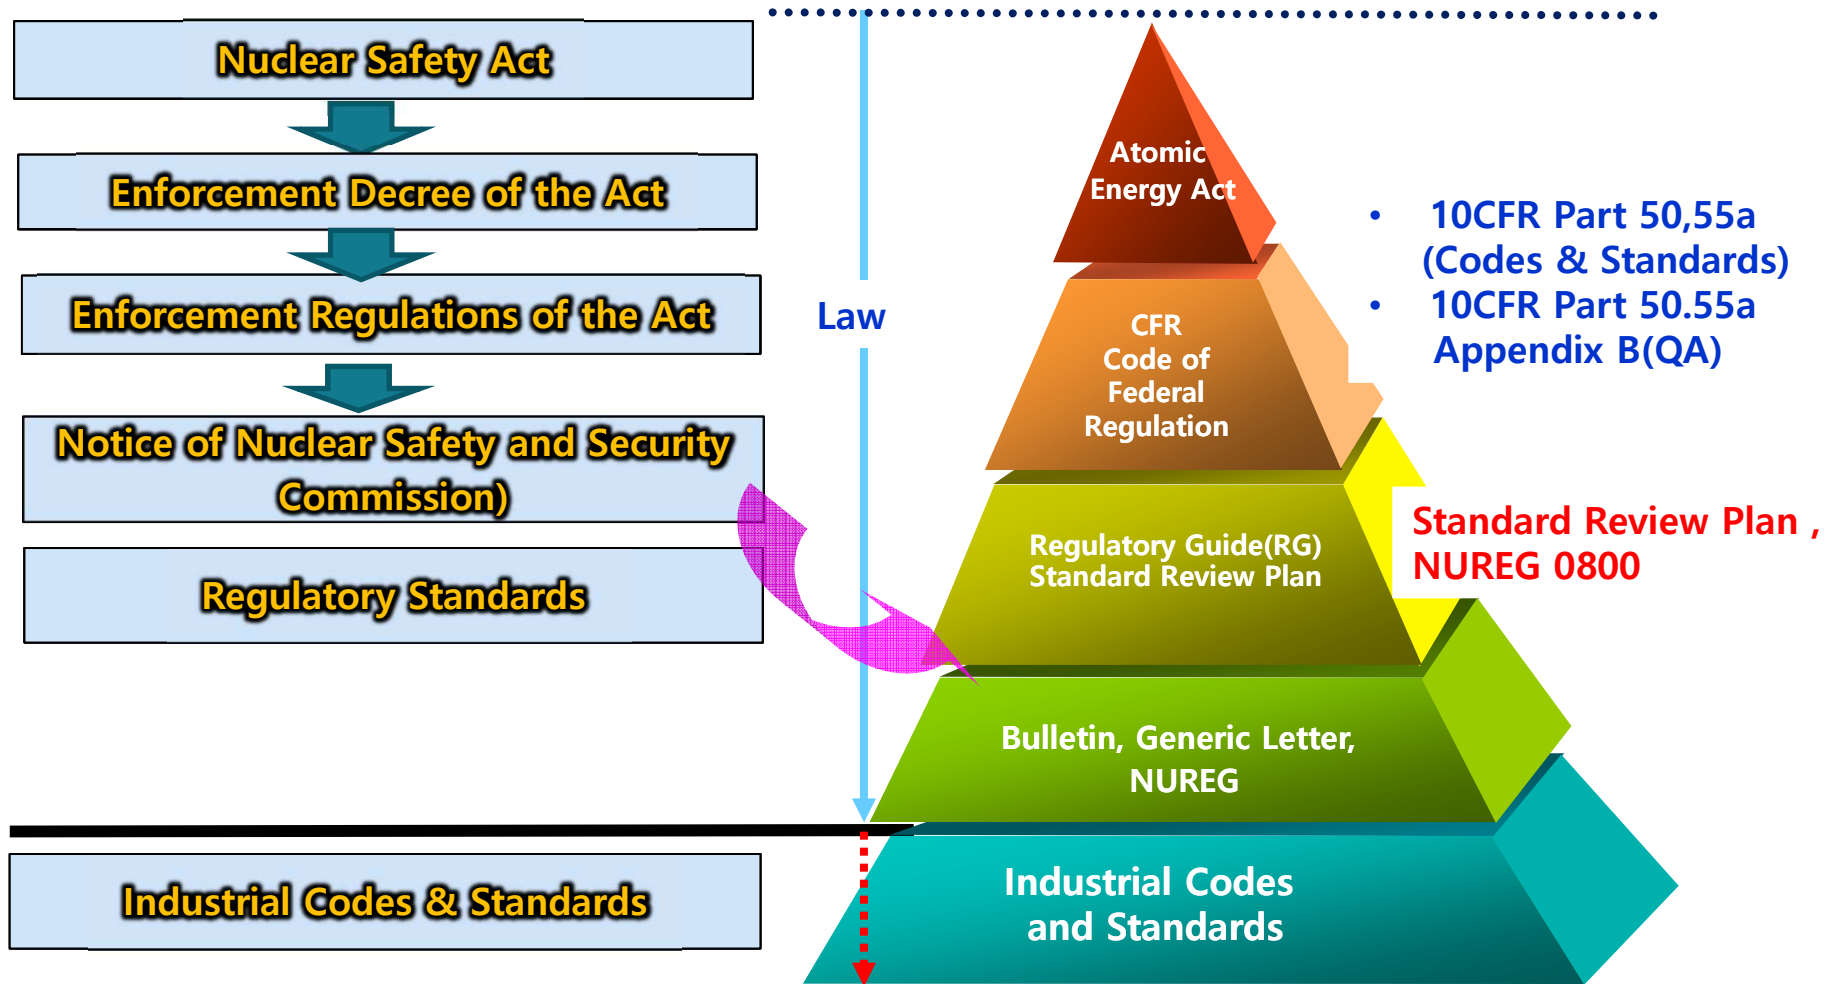 Nuclear Safety Act
Enforcement Decree of the Act
Enforcement Regulations of the Act
Notice of Nuclear Safety and Security
Commission)
Regulatory Standards
Industrial Codes & Standards
Law
Atomic
Energy Act
CFR
Code of
Federal
Regulation
Regulatory Guide(RG)
Standard Review Plan
Bulletin, Generic Letter,
NUREG
Industrial Codes
and Standards
• 10CFR Part 50,55a
(Codes & Standards)
• 10CFR Part 50.55a
Appendix B(QA)
Standard Review Plan ,
NUREG 0800